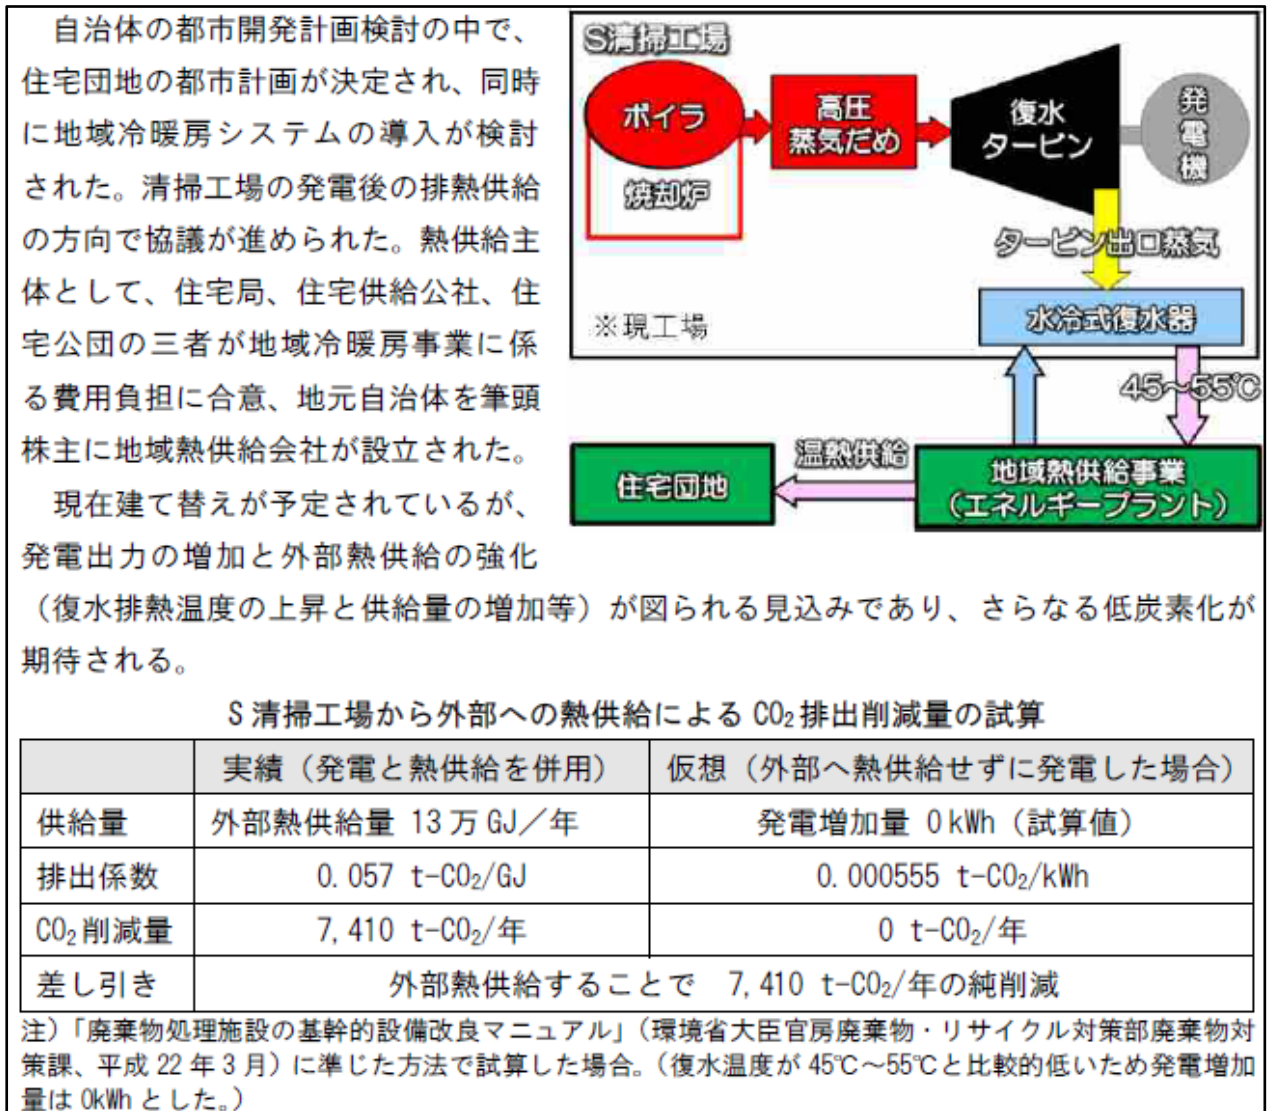 自治体の都市開発計画検討の中で、
住宅団地の都市計画が決定され、同時
に地域冷暖房システムの導入が検討
された。清掃工場の発電後の排熱供給
の方向で協議が進められた。熱供給主
体として、住宅局、住宅供給公社、住
宅公団の三者が地域冷暖房事業に係
る費用負担に合意、地元自治体を筆頭
株主に地域熱供給会社が設立された。
現在建て替えが予定されているが、
発電出力の増加と外部熱供給の強化
（復水排熱温度の上昇と供給量の増加等）が図られる見込みであり、さらなる低炭素化が
期待される。
S清掃工場
ボイラ
高圧
蒸気だめ
復水
タービン
発
電
機
焼却炉
タービン出口蒸気
※現工場
水冷式復水器
45～55℃
温熱供給
住宅団地
地域熱供給事業
（エネルギープラント）
S 清掃工場から外部への熱供給による CO₂排出削減量の試算
実績（発電と熱供給を併用） 仮想（外部へ熱供給せずに発電した場合）
供給量 外部熱供給量 13 万 GJ／年 発電増加量 0kWh（試算値）
排出係数 0.057 t-CO₂/GJ 0.000555 t-CO₂/kWh
CO₂削減量 7,410 t-CO₂/年 0 t-CO₂/年
差し引き 外部熱供給することで 7,410 t-CO₂/年の純削減
注）「廃棄物処理施設の基幹的設備改良マニュアル」（環境省大臣官房廃棄物・リサイクル対策部廃棄物対
策課、平成 22 年 3 月）に準じた方法で試算した場合。（復水温度が 45℃～55℃と比較的低いため発電増加
量は 0kWh とした。）